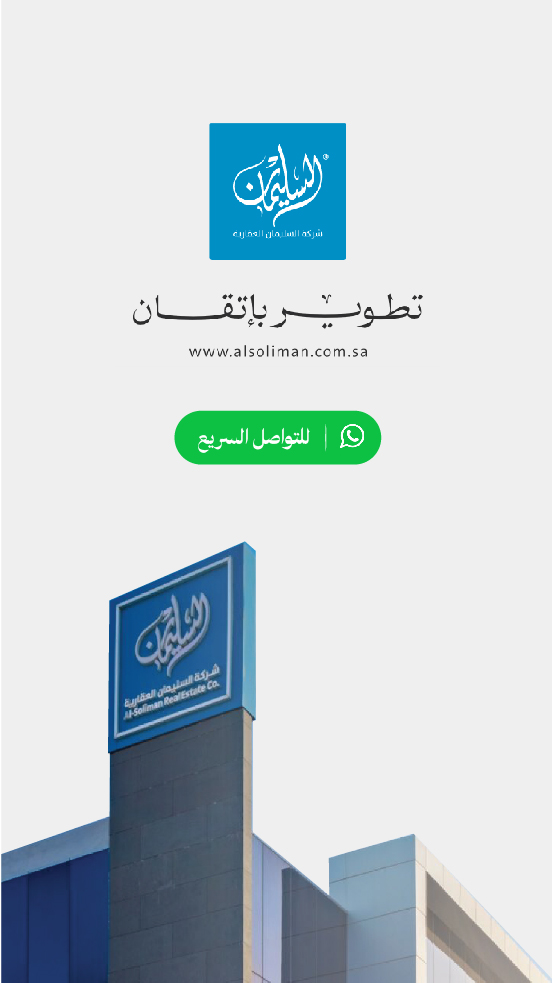 السليمان
شركة السليمان العقارية
تطوير بإتقان
www.alsoliman.com.sa
للتواصل السريع
السليمان
شركة السليمان العقارية
Al-Soliman Real Estate Co.